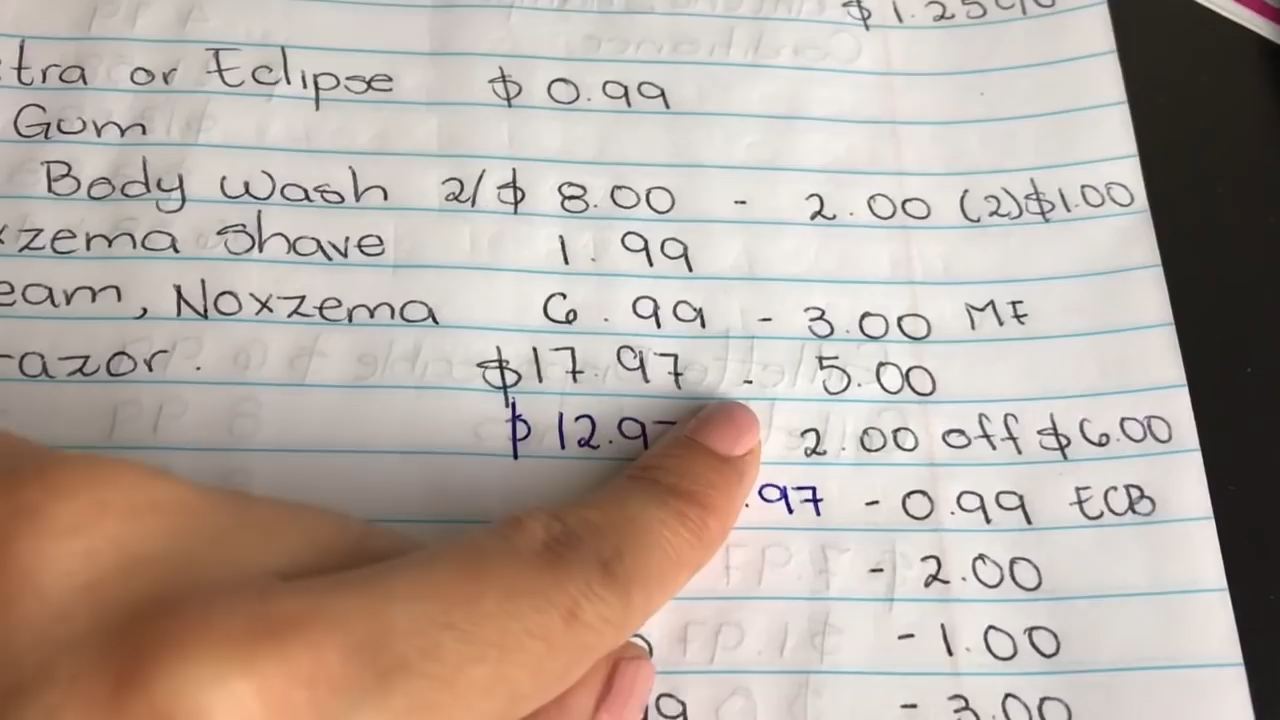 $ 1.25
tra or Eclipse $ 0.99
Gum
Body Wash 2/$ 8.00 - 2.00 (2)$1.00
zema Shave 1.99
eam, Noxzema 6.99 - 3.00 MF
azor. $17.97 - 5.00
$12.97 2.00 off $6.00
.97 - 0.99 ECB
- 2.00
- 1.00
9 - 3.00